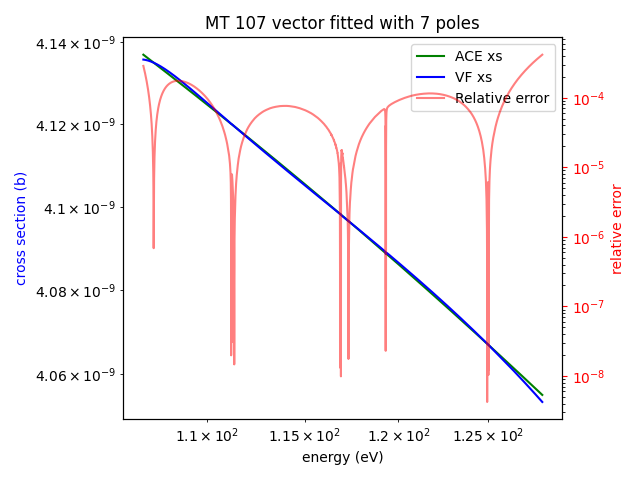 MT 107 vector fitted with 7 poles
ACE xs
VF xs
Relative error
4.14 × 10⁻⁹
4.12 × 10⁻⁹
4.1 × 10⁻⁹
4.08 × 10⁻⁹
4.06 × 10⁻⁹
cross section (b)
10⁻⁴
10⁻⁵
10⁻⁶
10⁻⁷
10⁻⁸
relative error
1.1 × 10² 1.15 × 10² 1.2 × 10² 1.25 × 10²
energy (eV)